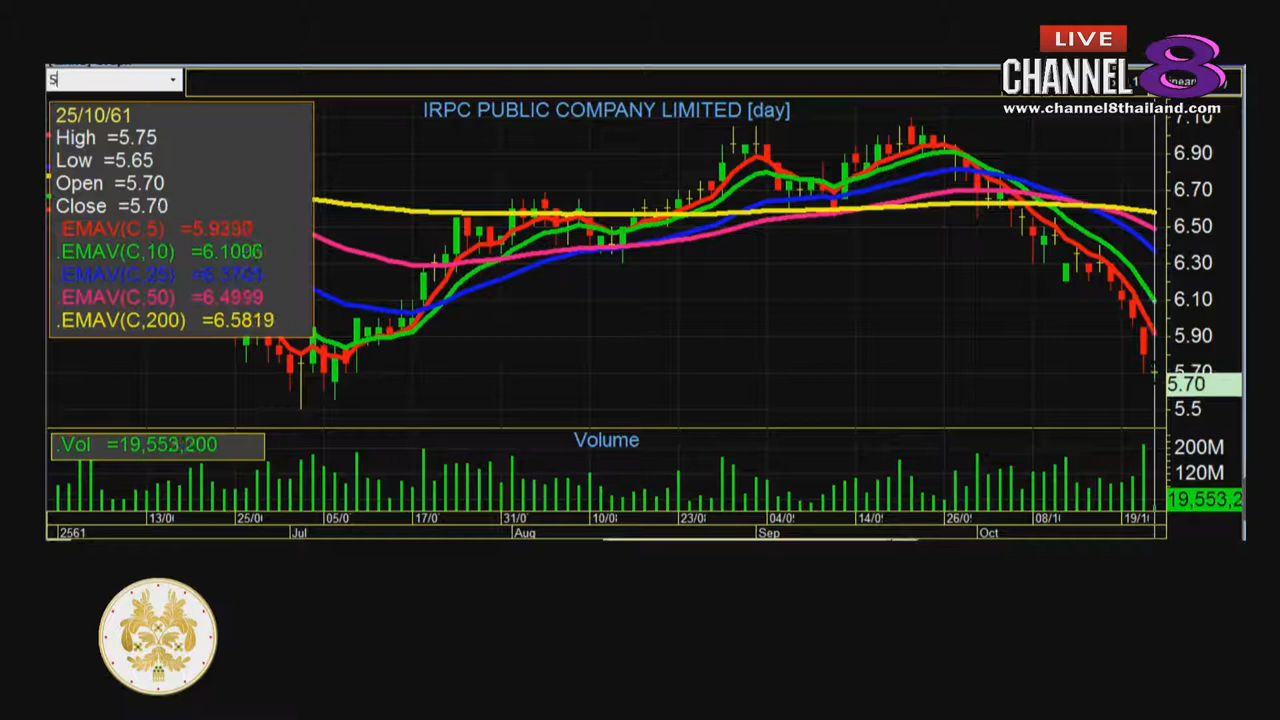 LIVE
CHANNEL 8
www.channel8thailand.com
S
25/10/61
High =5.75
Low =5.65
Open =5.70
Close =5.70
.EMAV(C,5) =5.9390
.EMAV(C,10) =6.1096
.EMAV(C,25) =6.3701
.EMAV(C,50) =6.4999
.EMAV(C,200) =6.5819
IRPC PUBLIC COMPANY LIMITED [day]
7.10
6.90
6.70
6.50
6.30
6.10
5.90
5.70
5.70
5.5
.Vol =19,553,200
Volume
200M
120M
19,553,2
13/0 25/0 05/0 17/0 31/0 10/0 23/0 04/0 14/0 26/0 08/1 19/1
2561 Jul Aug Sep Oct